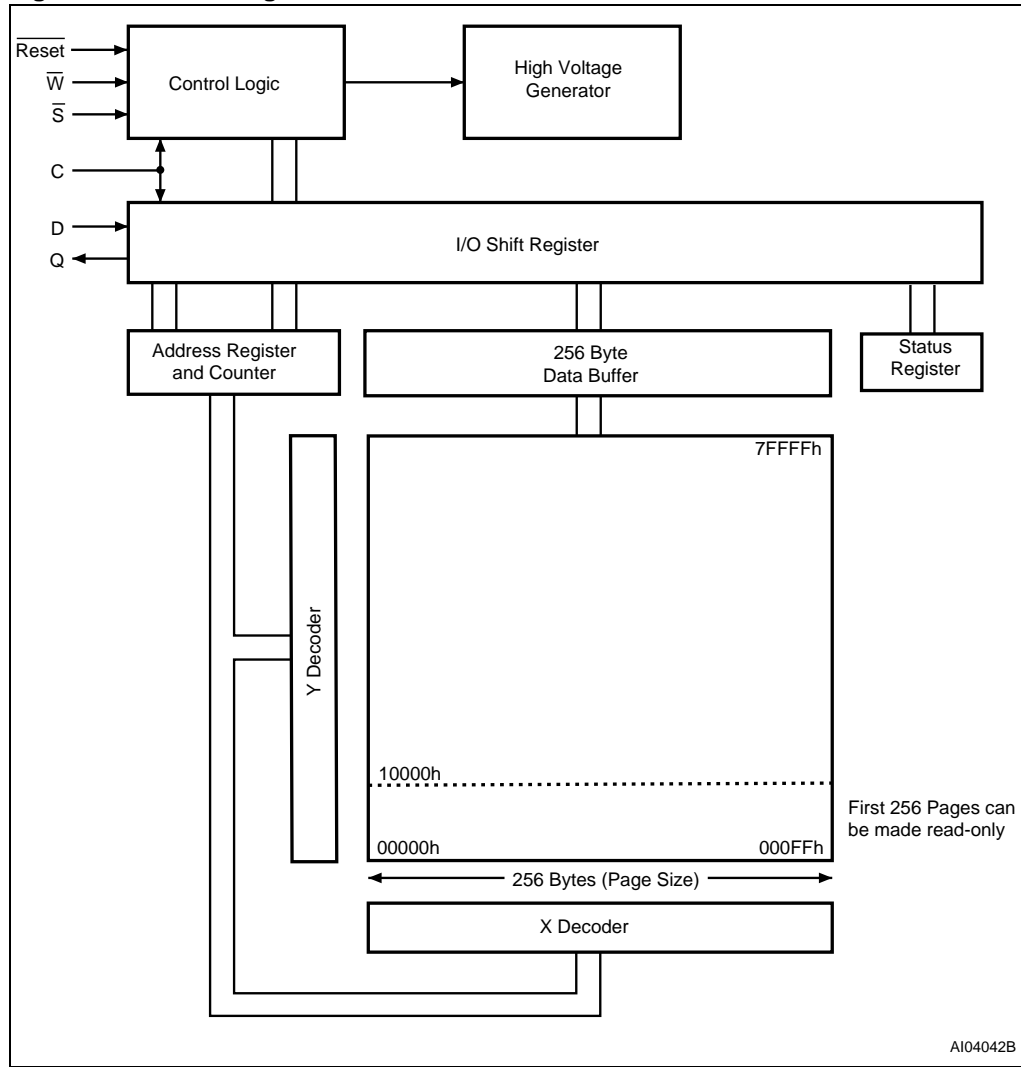 Reset
W
S
C
D
Q
Control Logic
High Voltage
Generator
I/O Shift Register
Address Register
and Counter
256 Byte
Data Buffer
Status
Register
7FFFFh
Y Decoder
10000h
First 256 Pages can
be made read-only
00000h
000FFh
256 Bytes (Page Size)
X Decoder
AI04042B